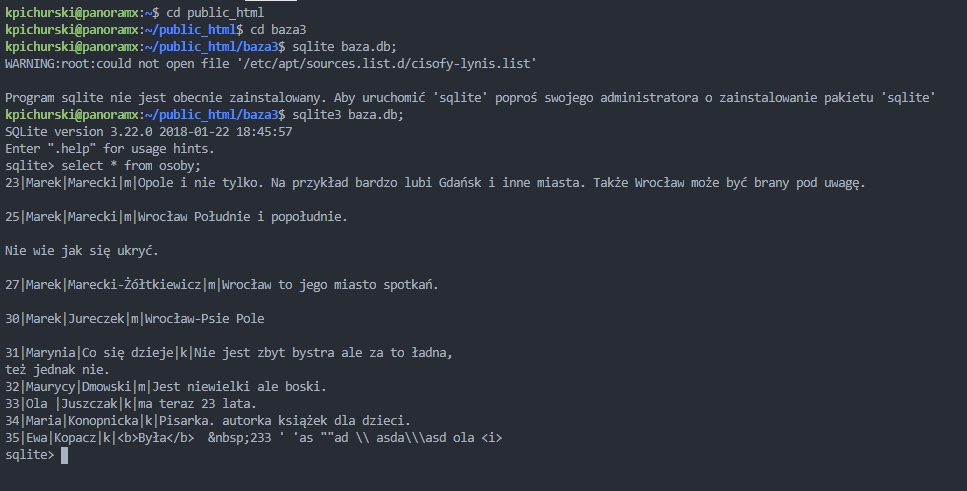 kpichurski@panoramx:~$ cd public_html
kpichurski@panoramx:~/public_html$ cd baza3
kpichurski@panoramx:~/public_html/baza3$ sqlite baza.db;
WARNING:root:could not open file '/etc/apt/sources.list.d/cisofy-lynis.list'

Program sqlite nie jest obecnie zainstalowany. Aby uruchomić 'sqlite' poproś swojego administratora o zainstalowanie pakietu 'sqlite'
kpichurski@panoramx:~/public_html/baza3$ sqlite3 baza.db;
SQLite version 3.22.0 2018-01-22 18:45:57
Enter ".help" for usage hints.
sqlite> select * from osoby;
23|Marek|Marecki|m|Opole i nie tylko. Na przykład bardzo lubi Gdańsk i inne miasta. Także Wrocław może być brany pod uwagę.

25|Marek|Marecki|m|Wrocław Południe i popołudnie.

Nie wie jak się ukryć.

27|Marek|Marecki-Żółtkiewicz|m|Wrocław to jego miasto spotkań.

30|Marek|Jureczek|m|Wrocław-Psie Pole

31|Marynia|Co się dzieje|k|Nie jest zbyt bystra ale za to ładna,
też jednak nie.
32|Maurycy|Dmowski|m|Jest niewielki ale boski.
33|Ola |Juszczak|k|ma teraz 23 lata.
34|Maria|Konopnicka|k|Pisarka. autorka książek dla dzieci.
35|Ewa|Kopacz|k|<b>Była</b>  &nbsp;233 ' 'as ""ad \\ asda\\\asd ola <i>
sqlite>